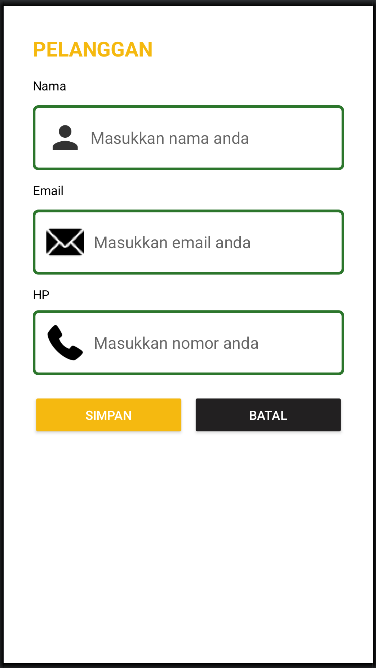 PELANGGAN
Nama
Masukkan nama anda
Email
Masukkan email anda
HP
Masukkan nomor anda
SIMPAN BATAL